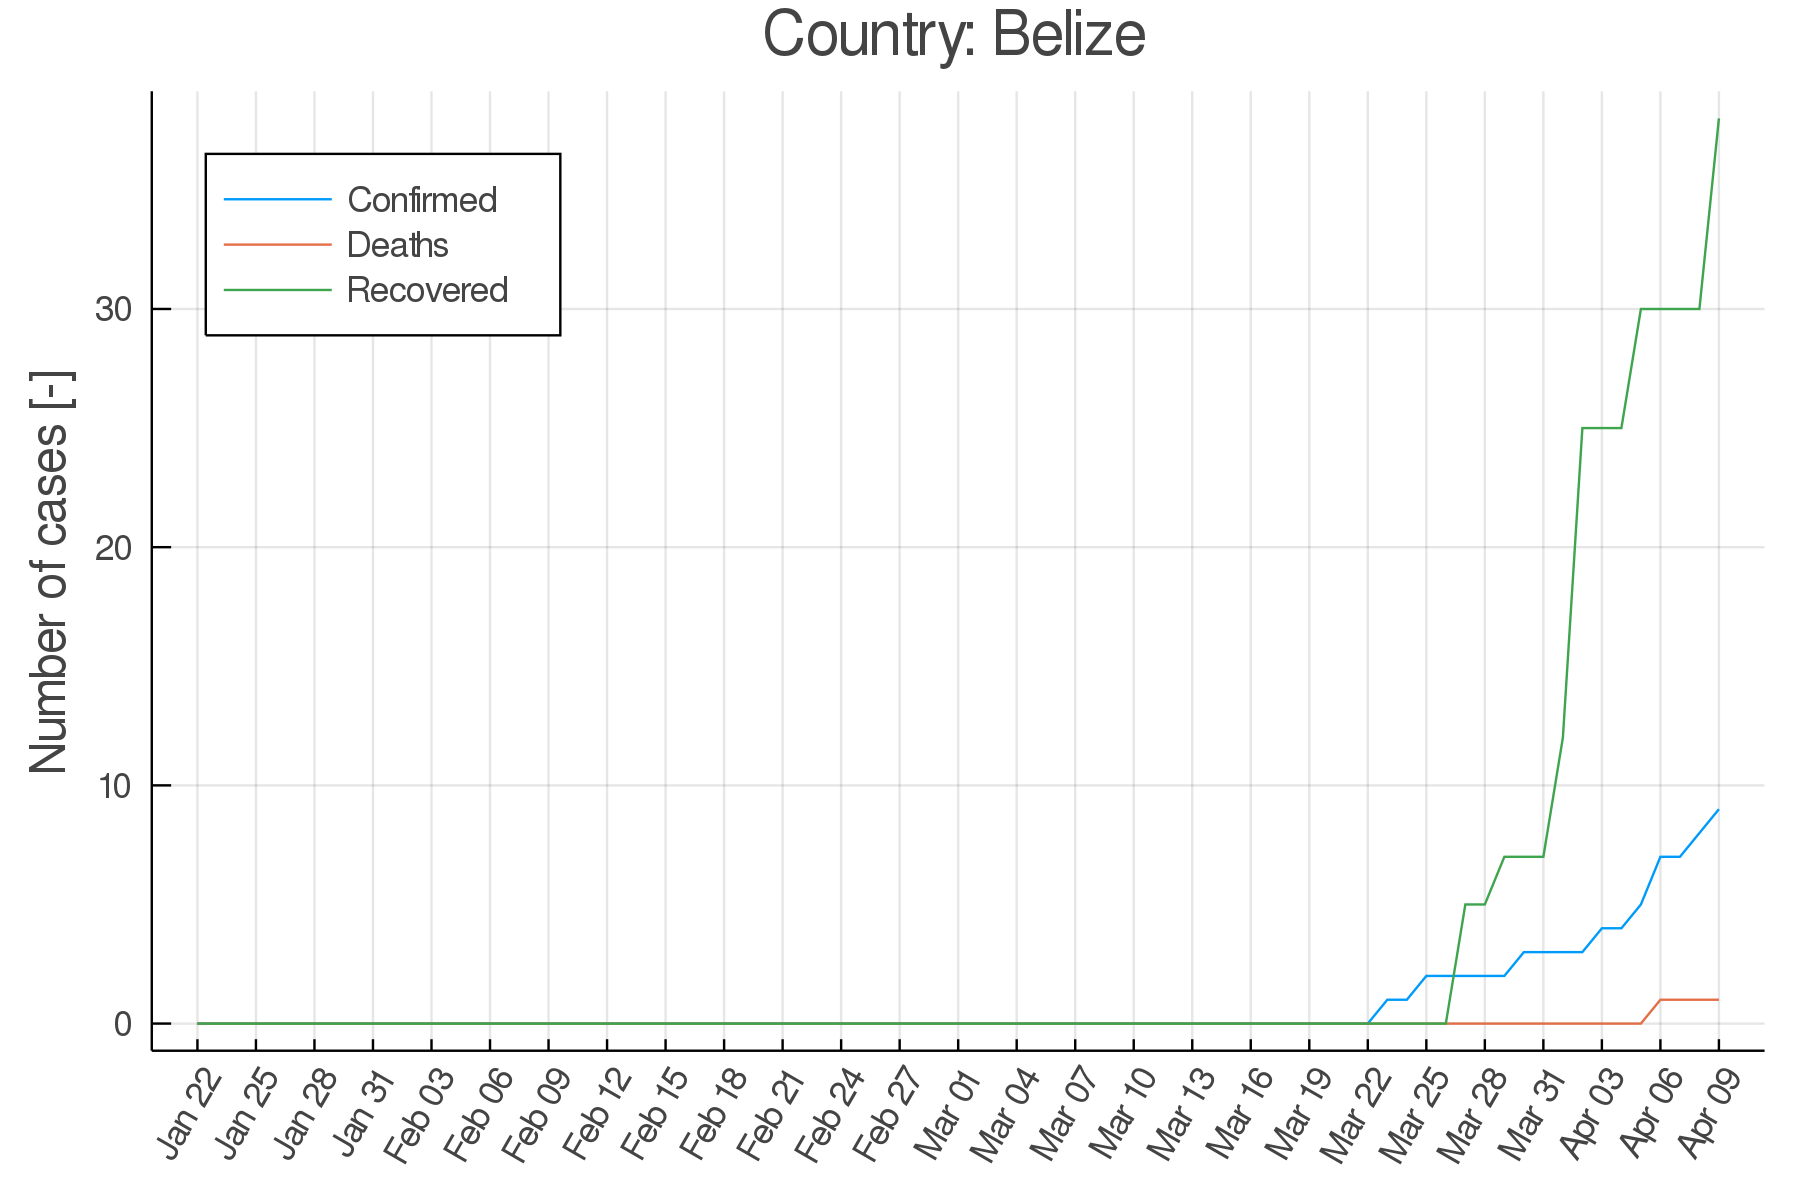 Country: Belize
Confirmed
Deaths
Recovered
Number of cases [-]
30
20
10
0
Jan 22
Jan 25
Jan 28
Jan 31
Feb 03
Feb 06
Feb 09
Feb 12
Feb 15
Feb 18
Feb 21
Feb 24
Feb 27
Mar 01
Mar 04
Mar 07
Mar 10
Mar 13
Mar 16
Mar 19
Mar 22
Mar 25
Mar 28
Mar 31
Apr 03
Apr 06
Apr 09